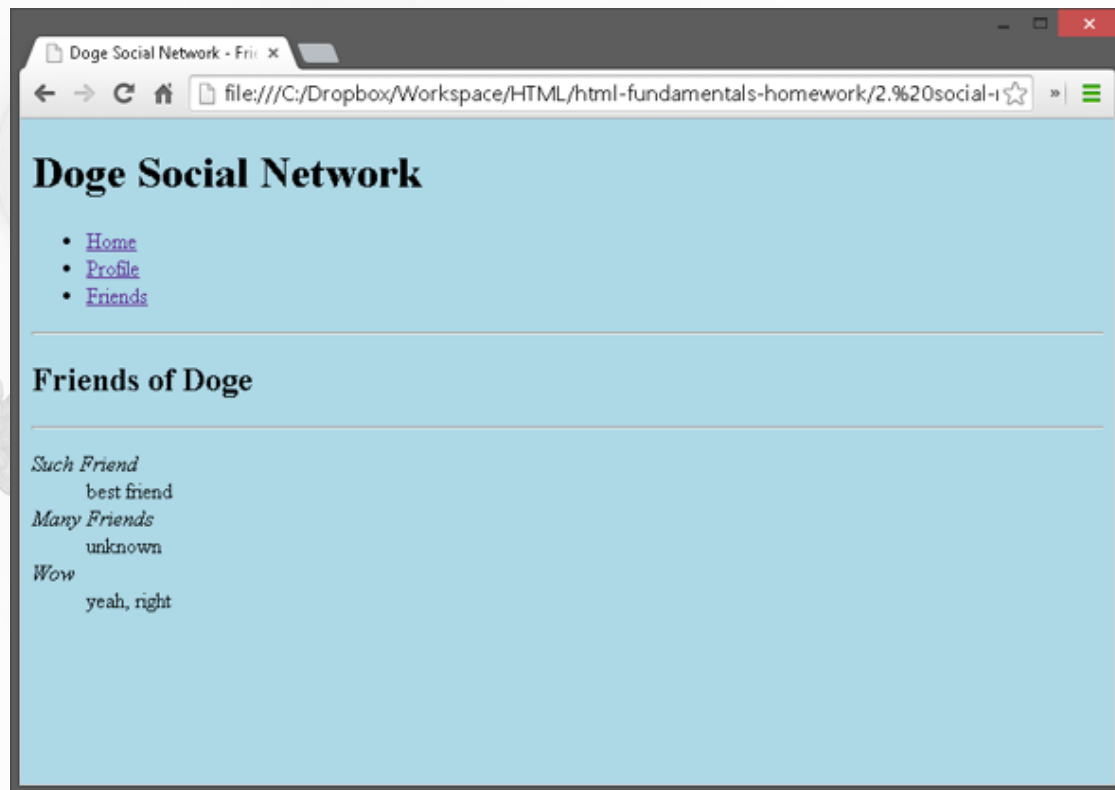 Doge Social Network - Frie
file:///C:/Dropbox/Workspace/HTML/html-fundamentals-homework/2.%20social-
Doge Social Network
Home
Profile
Friends
Friends of Doge
Such Friend
best friend
Many Friends
unknown
Wow
yeah, right